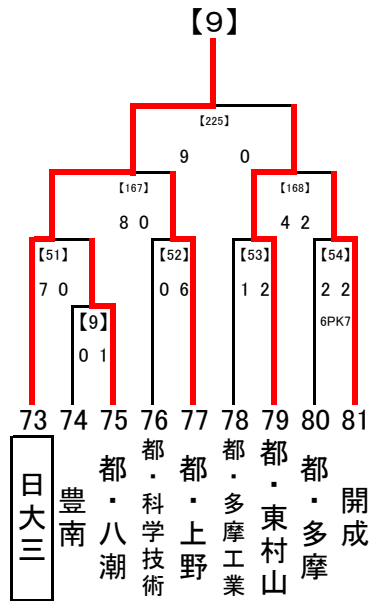 【9】
【225】
9 0
【167】 【168】
8 0 4 2
【51】 【52】 【53】 【54】
7 0 0 6 1 2 2 2
【9】 6PK7
0 1
73 74 75 76 77 78 79 80 81
日大三
豊南
都・八潮
都・科学技術
都・上野
都・多摩工業
都・東村山
都・多摩
開成